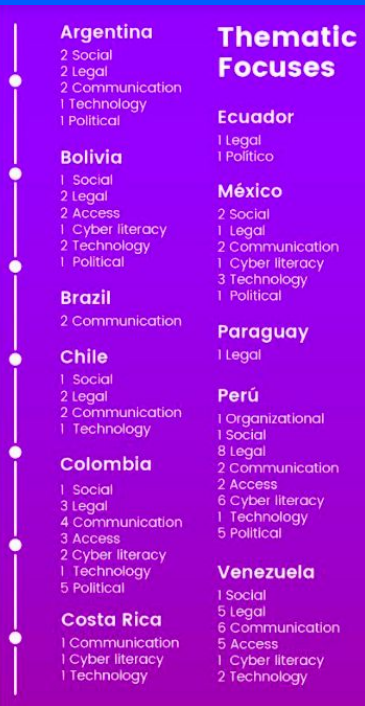 Argentina
2 Social
2 Legal
2 Communication
1 Technology
1 Political
Bolivia
1 Social
2 Legal
2 Access
1 Cyber literacy
2 Technology
1 Political
Brazil
2 Communication
Chile
1 Social
2 Legal
2 Communication
1 Technology
Colombia
1 Social
3 Legal
4 Communication
3 Access
2 Cyber literacy
1 Technology
5 Political
Costa Rica
1 Communication
1 Cyber literacy
1 Technology
Thematic
Focuses
Ecuador
1 Legal
1 Político
México
2 Social
1 Legal
2 Communication
1 Cyber literacy
3 Technology
1 Political
Paraguay
1 Legal
Perú
1 Organizational
1 Social
8 Legal
2 Communication
2 Access
6 Cyber literacy
1 Technology
5 Political
Venezuela
1 Social
5 Legal
6 Communication
5 Access
1 Cyber literacy
2 Technology